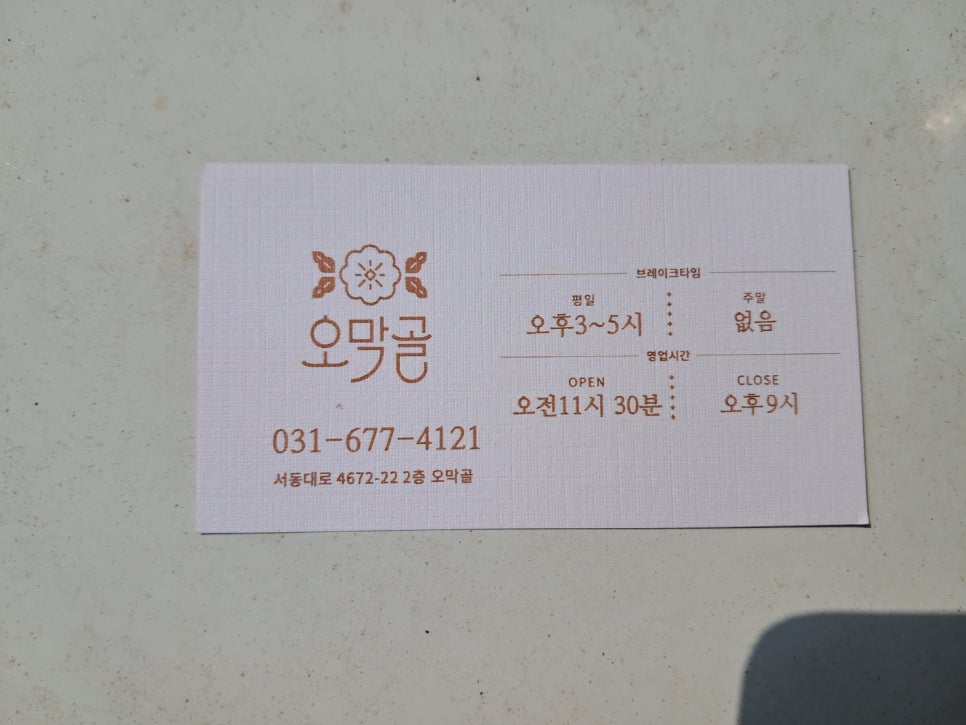 오막골
031-677-4121
서동대로 4672-22 2층 오막골
브레이크타임
평일
오후3~5시
주말
없음
영업시간
OPEN
오전11시 30분
CLOSE
오후9시